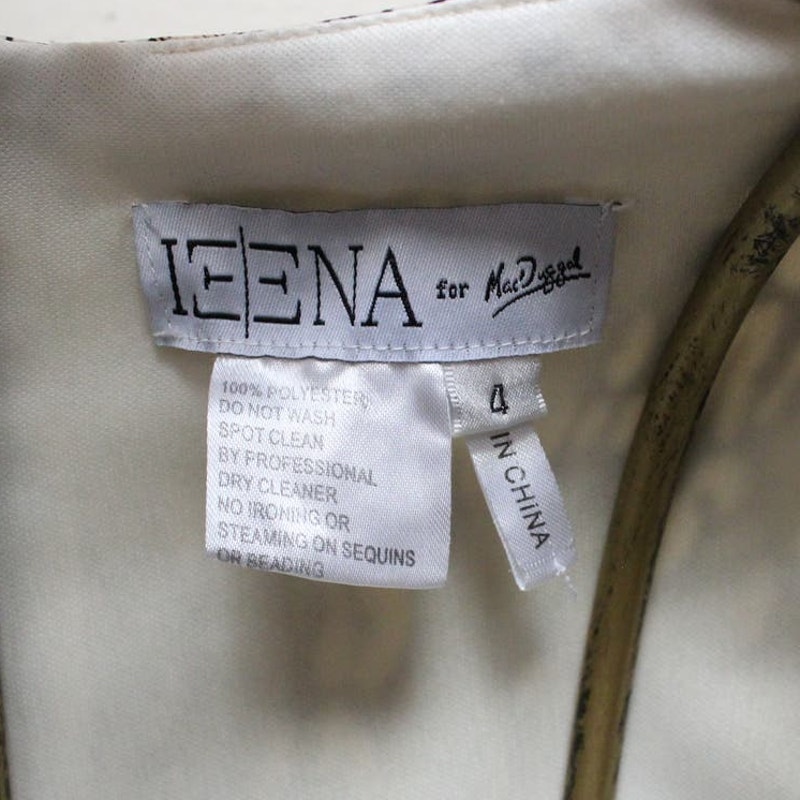 IEENA for MacDuggal
100% POLYESTER
DO NOT WASH
SPOT CLEAN
BY PROFESSIONAL
DRY CLEANER
NO IRONING OR
STEAMING ON SEQUINS
OR BEADING
4
IN CHiNA